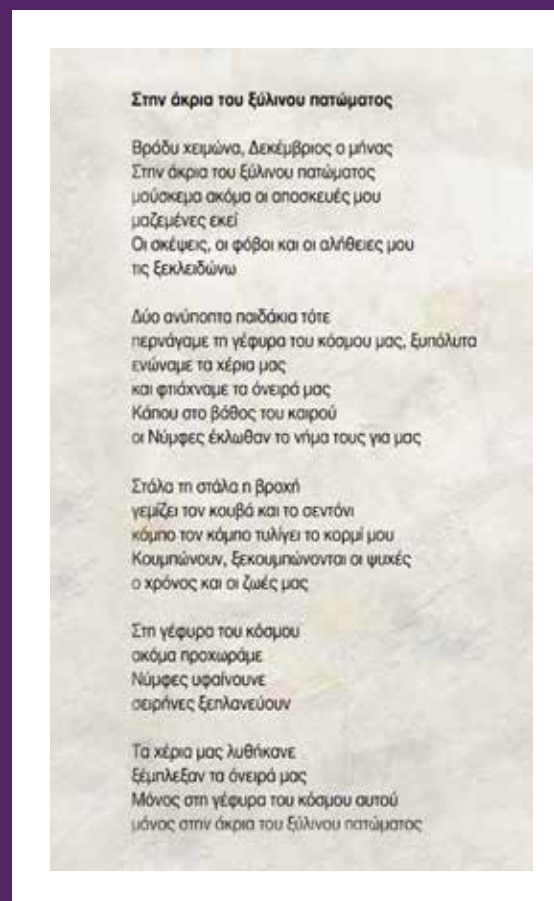 Στην άκρια του ξύλινου πατώματος

Βράδυ χειμώνα, Δεκέμβριος ο μήνας
Στην άκρια του ξύλινου πατώματος
μούσκεμα ακόμα οι αποσκευές μου
μαζεμένες εκεί
Οι σκέψεις, οι φόβοι και οι αλήθειες μου
τις ξεκλειδώνω

Δύο ανύποπτα παιδάκια τότε
περνάγαμε τη γέφυρα του κόσμου μας, ξυπόλυτα
ενώναμε τα χέρια μας
και φτιάχναμε τα όνειρά μας
Κάπου στο βάθος του καιρού
οι Νύμφες έκλωθαν το νήμα τους για μας

Στάλα τη στάλα η βροχή
γεμίζει τον κουβά και το σεντόνι
κόμπο τον κόμπο τυλίγει το κορμί μου
Κουμπώνουν, ξεκουμπώνονται οι ψυχές
ο χρόνος και οι ζωές μας

Στη γέφυρα του κόσμου
ακόμα προχωράμε
Νύμφες υφαίνουνε
σειρήνες ξεπλανεύουν

Τα χέρια μας λυθήκανε
ξέμπλεξαν τα όνειρά μας
Μόνος στη γέφυρα του κόσμου αυτού
μόνος στην άκρια του ξύλινου πατώματος